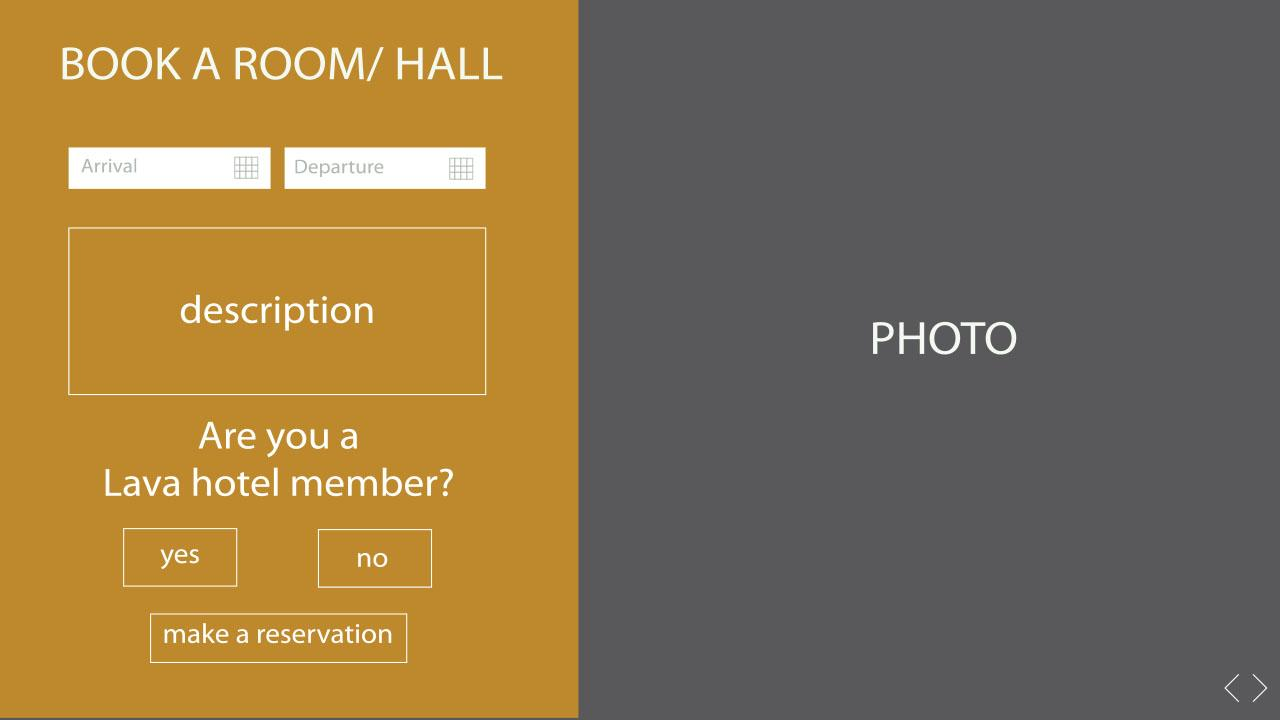 BOOK A ROOM/ HALL
Arrival
Departure
description
Are you a
Lava hotel member?
yes
no
make a reservation
PHOTO